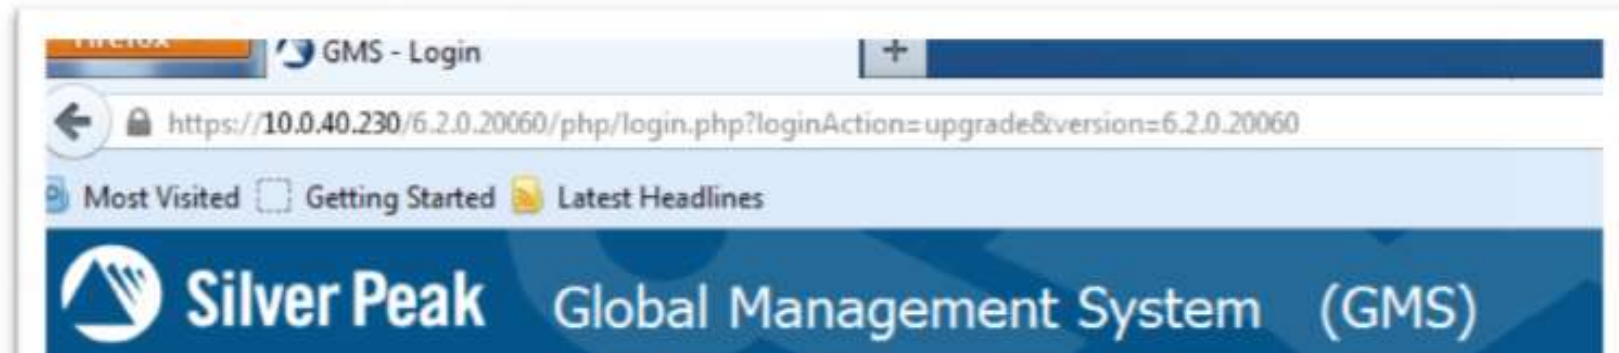 Firefox
GMS - Login +
https://10.0.40.230/6.2.0.20060/php/login.php?loginAction=upgrade&version=6.2.0.20060
Most Visited Getting Started Latest Headlines
Silver Peak Global Management System (GMS)